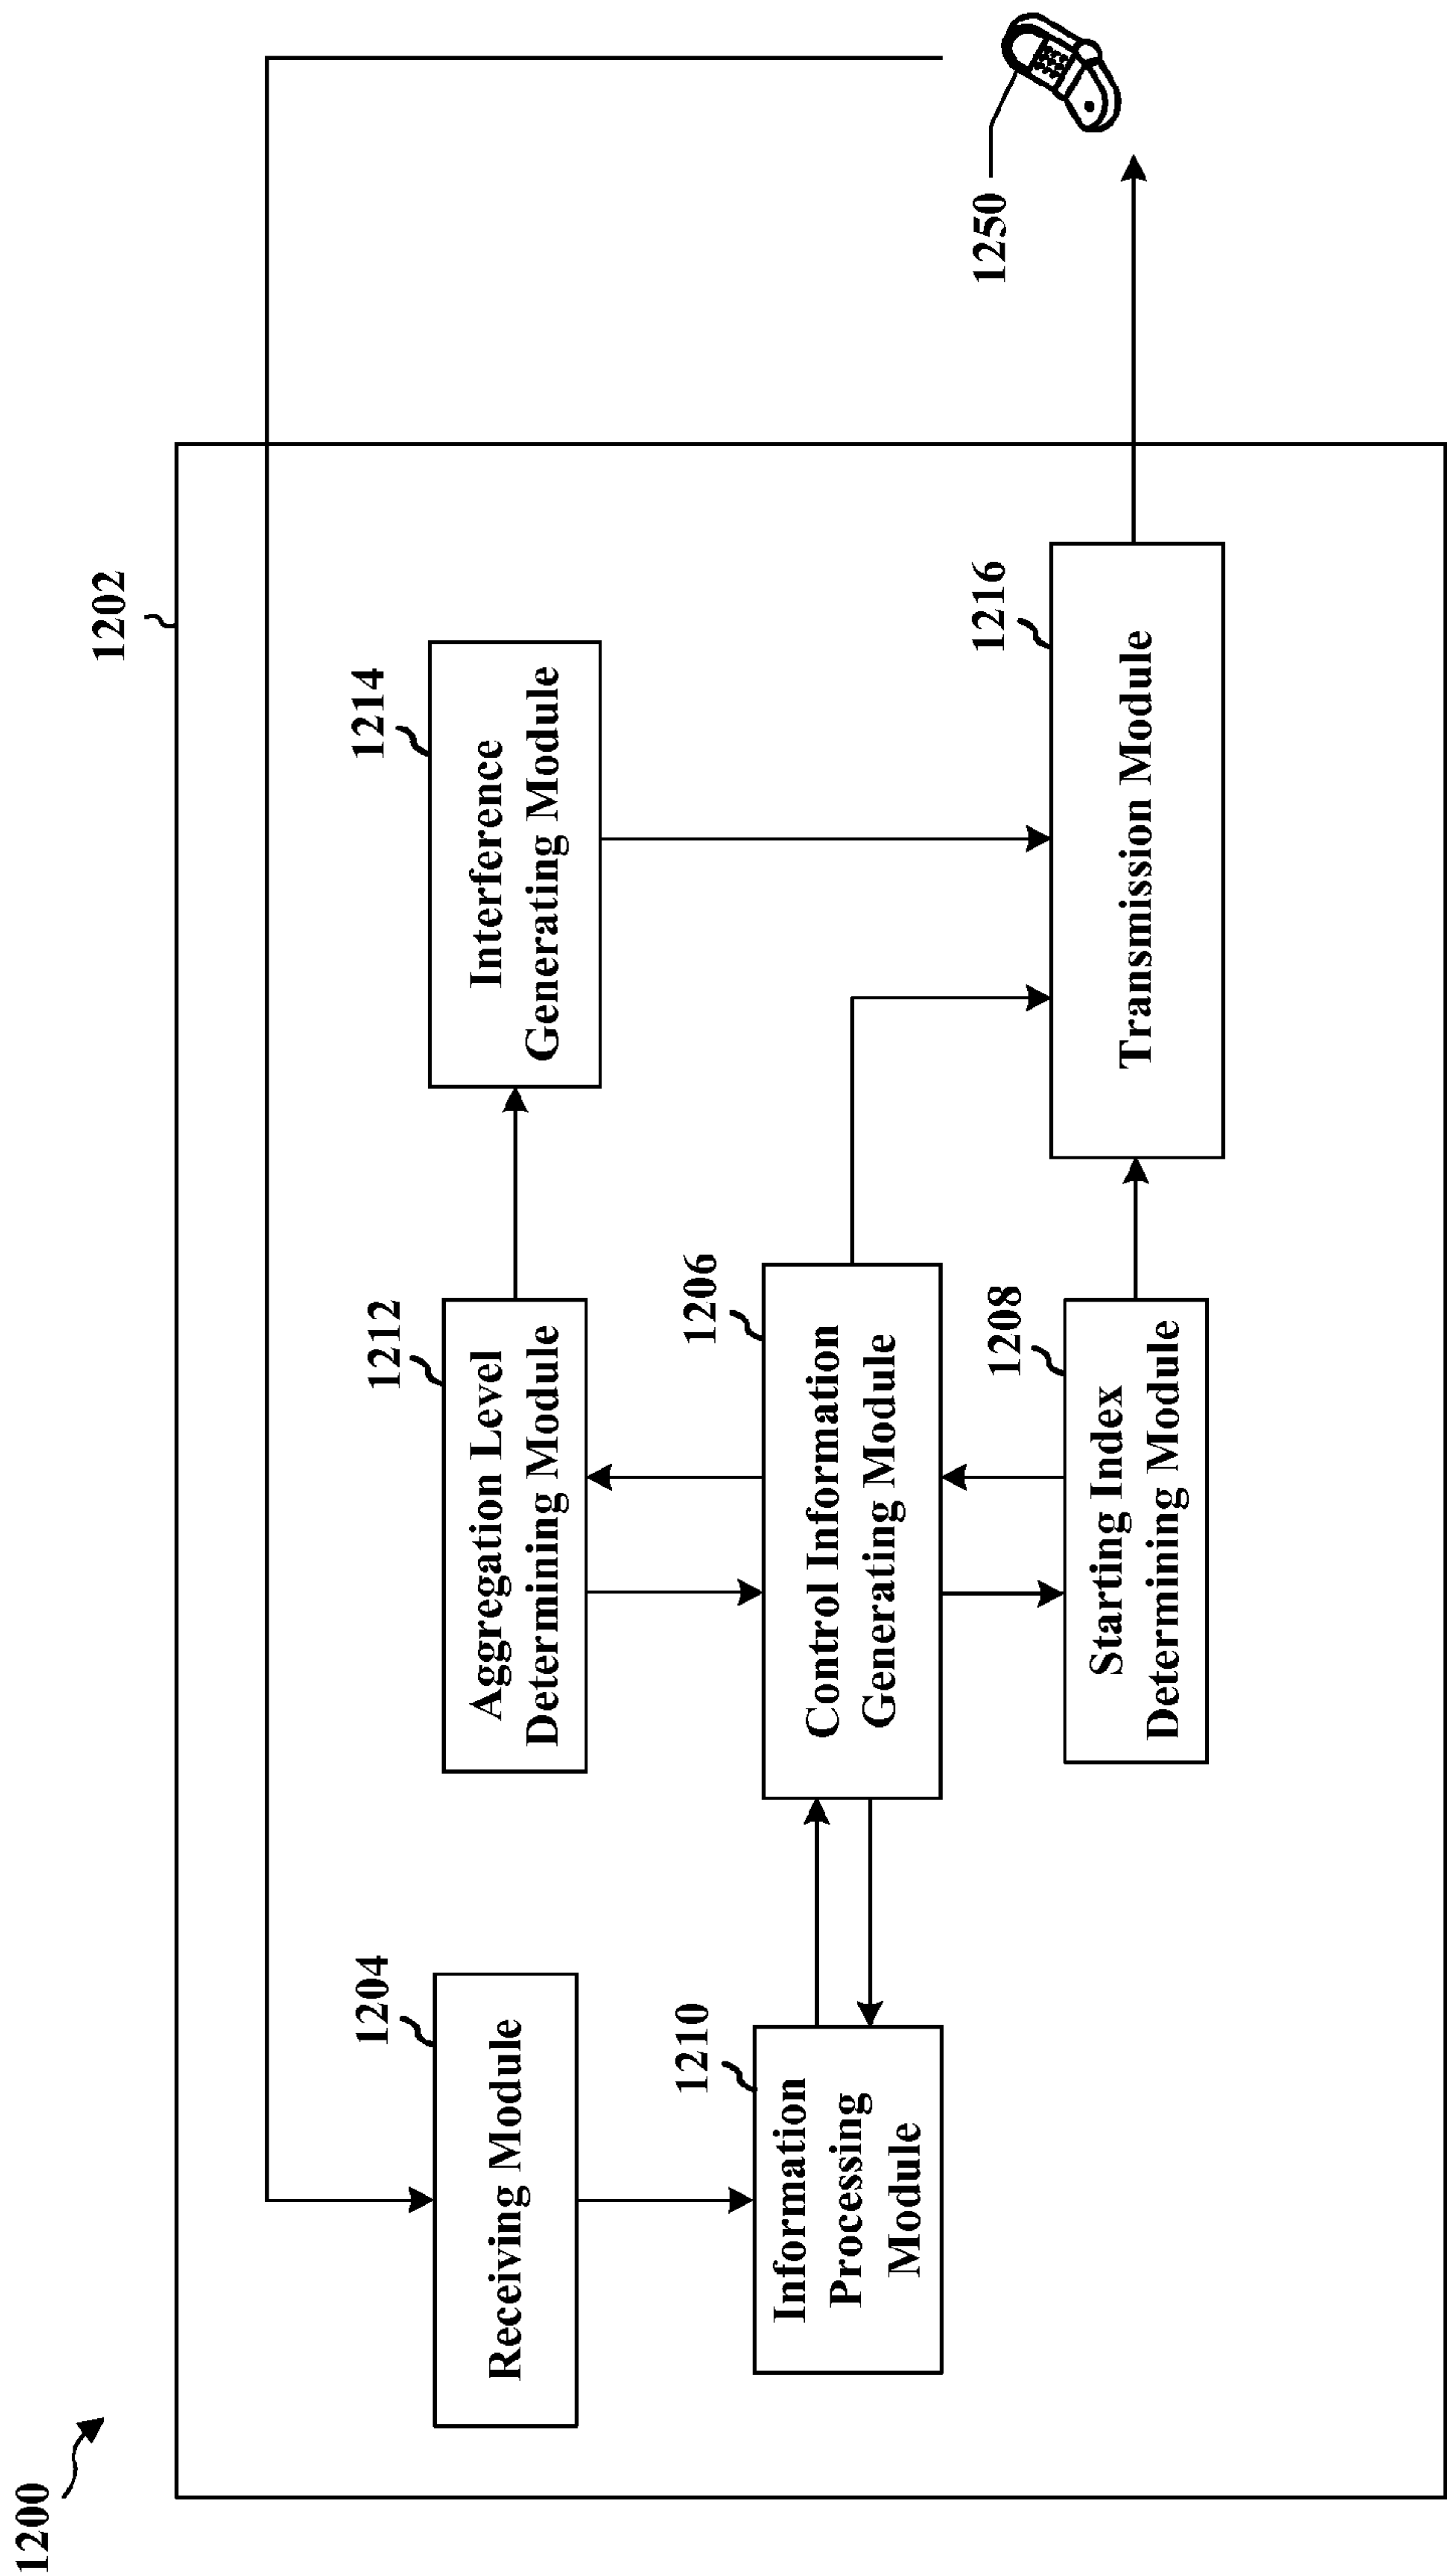 1200
1202
1204
Receiving Module
1212
Aggregation Level
Determining Module
1214
Interference
Generating Module
1210
Information
Processing
Module
1206
Control Information
Generating Module
1208
Starting Index
Determining Module
1216
Transmission Module
1250